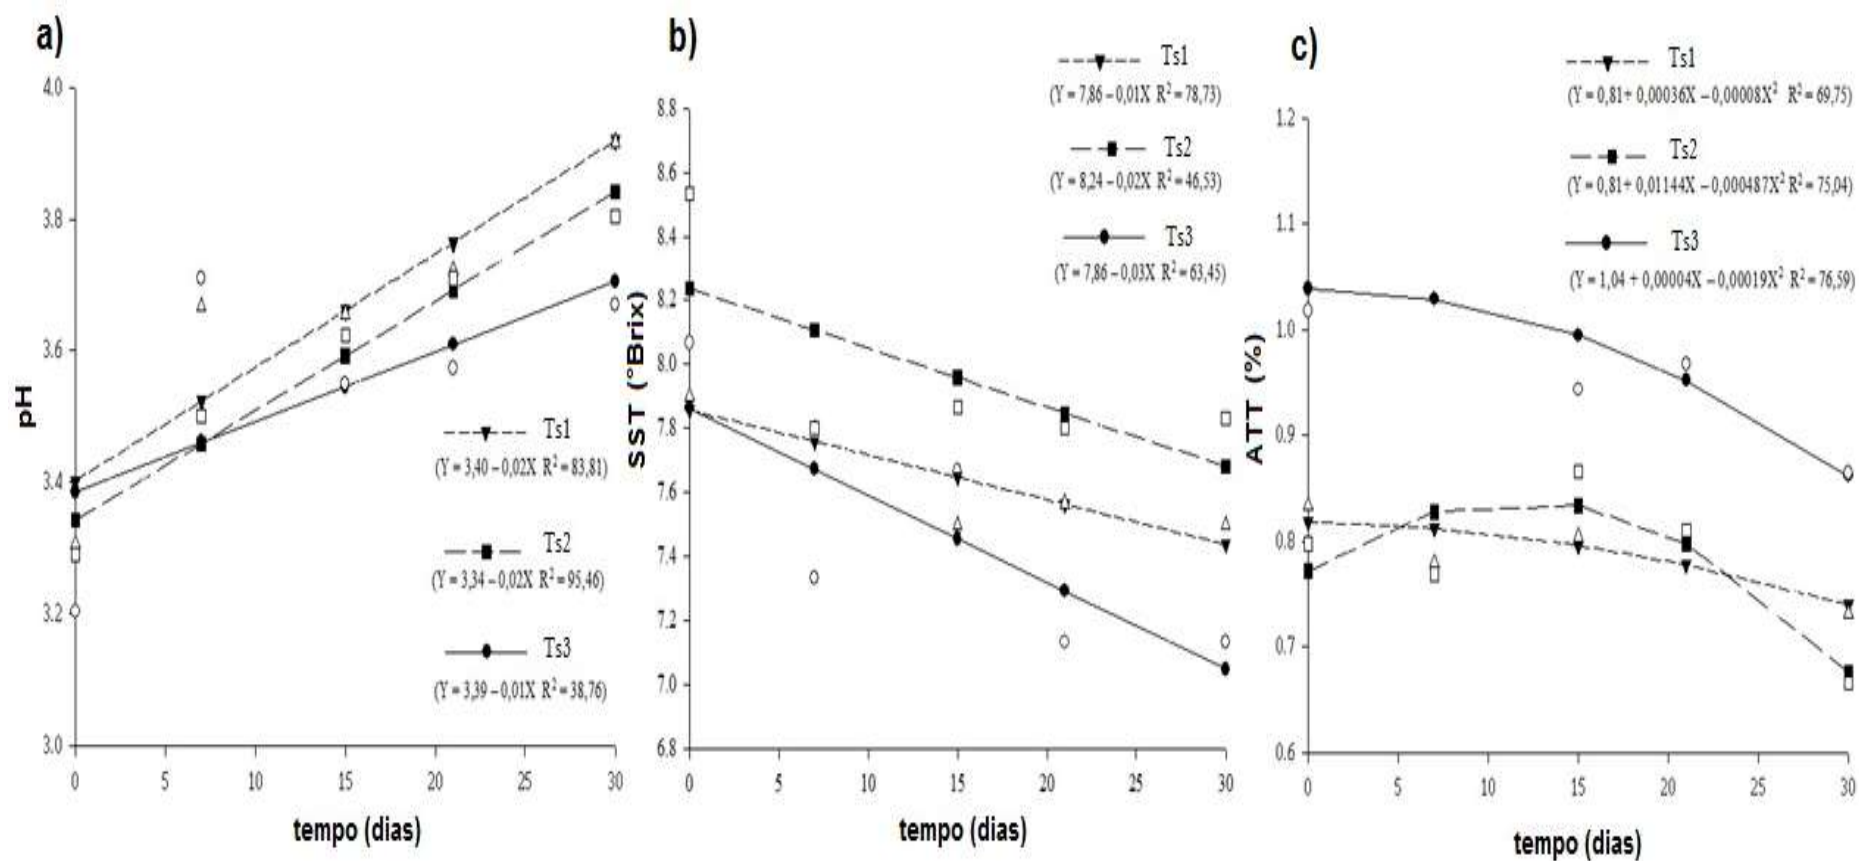 a)
pH
4.0
3.8
3.6
3.4
3.2
3.0
0 5 10 15 20 25 30
tempo (dias)
Ts1
(Y = 3,40 – 0,02X R² = 83,81)
Ts2
(Y = 3,34 – 0,02X R² = 95,46)
Ts3
(Y = 3,39 – 0,01X R² = 38,76)
b)
SST (°Brix)
8.8
8.6
8.4
8.2
8.0
7.8
7.6
7.4
7.2
7.0
6.8
0 5 10 15 20 25 30
tempo (dias)
Ts1
(Y = 7,86 – 0,01X R² = 78,73)
Ts2
(Y = 8,24 – 0,02X R² = 46,53)
Ts3
(Y = 7,86 – 0,03X R² = 63,45)
c)
ATT (%)
1.2
1.1
1.0
0.9
0.8
0.7
0.6
0 5 10 15 20 25 30
tempo (dias)
Ts1
(Y = 0,81+ 0,00036X – 0,00008X² R² = 69,75)
Ts2
(Y = 0,81+ 0,01144X – 0,000487X² R² = 75,04)
Ts3
(Y = 1,04 + 0,00004X – 0,00019X² R² = 76,59)